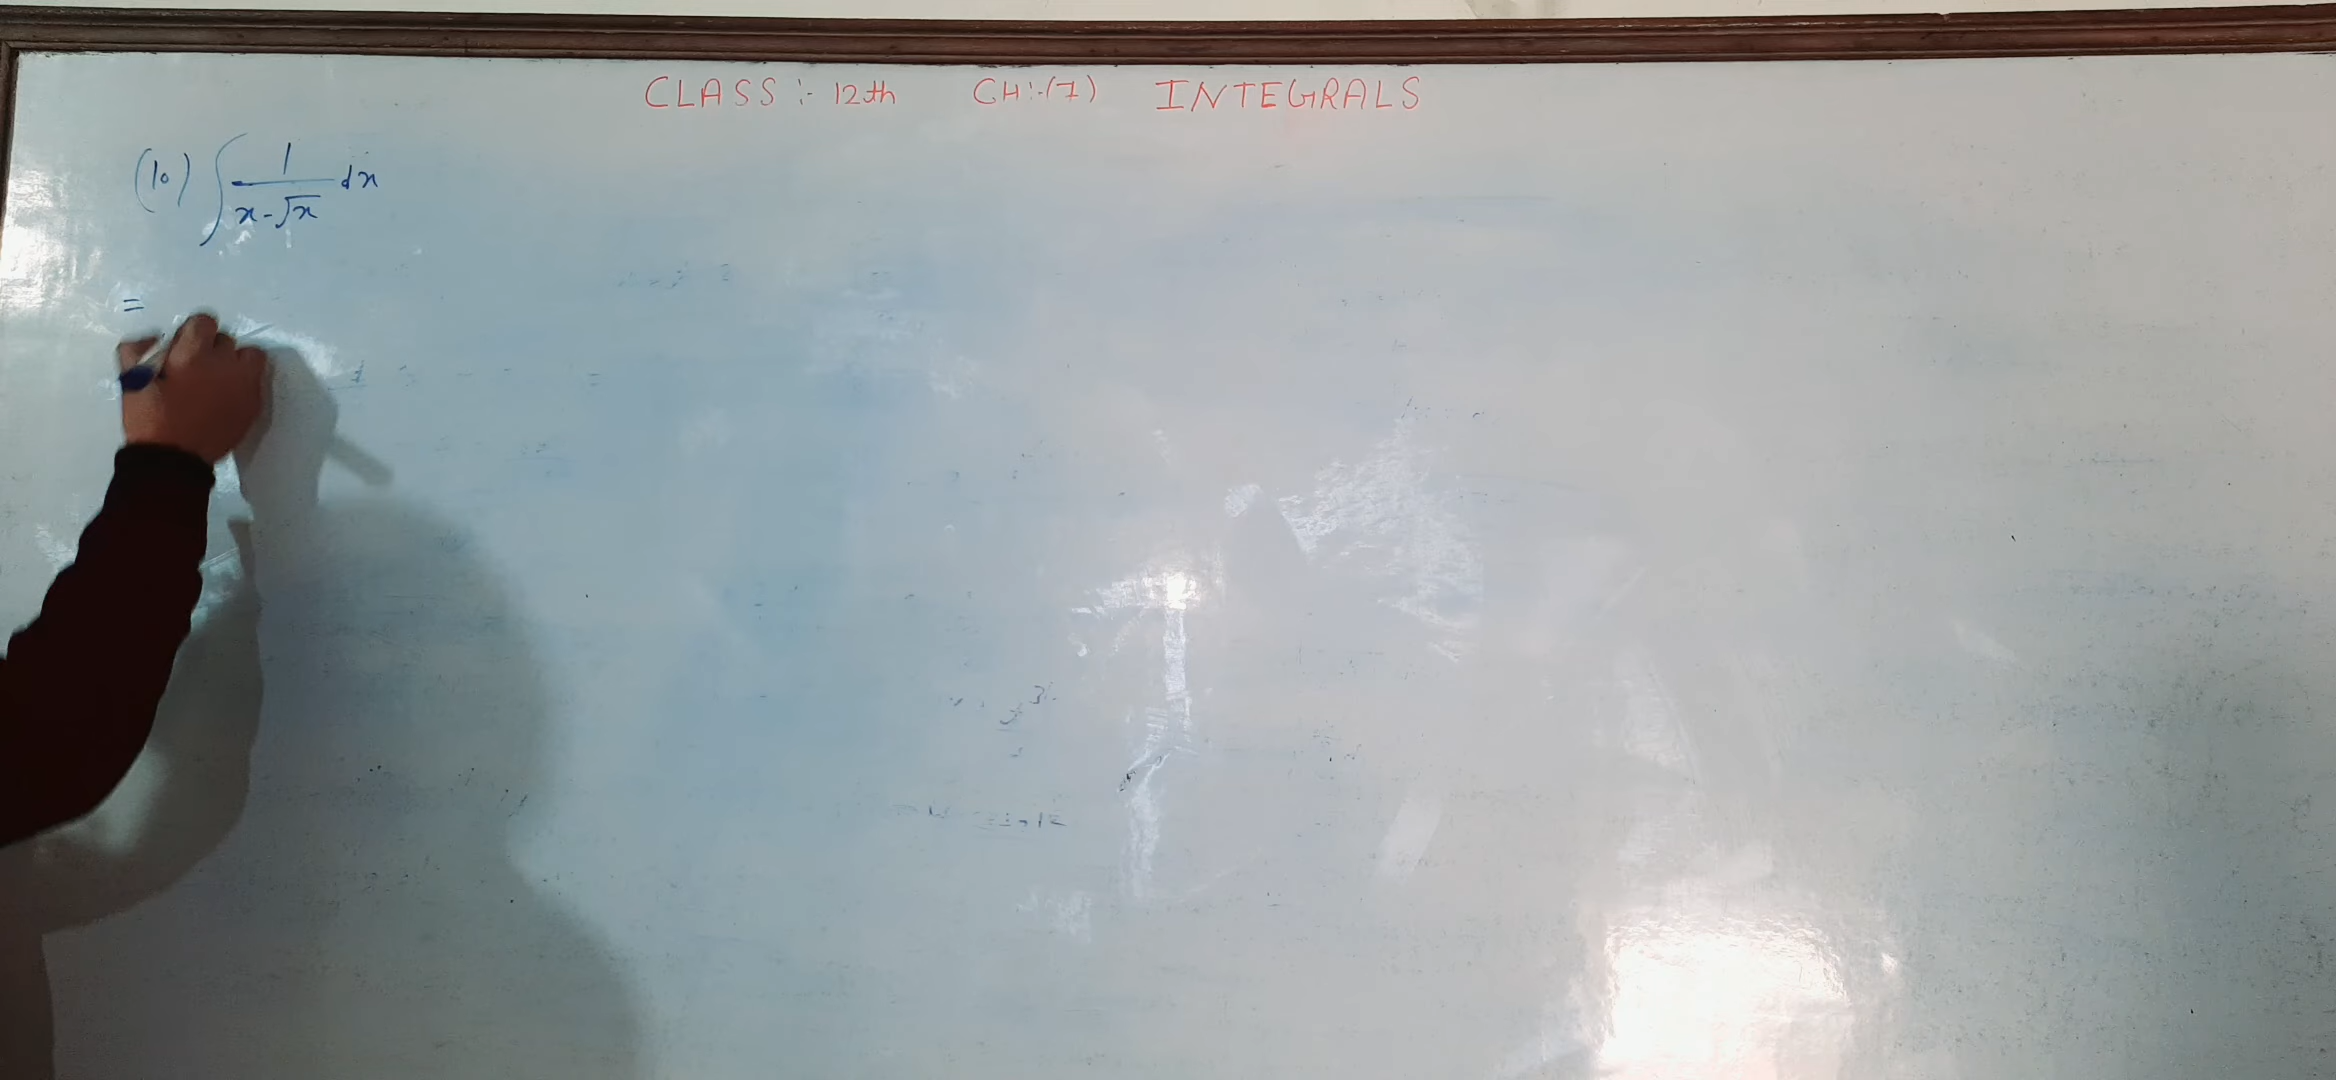 CLASS :- 12th CH:-(7) INTEGRALS
(10) ∫ 1/(x-√x) dx
=